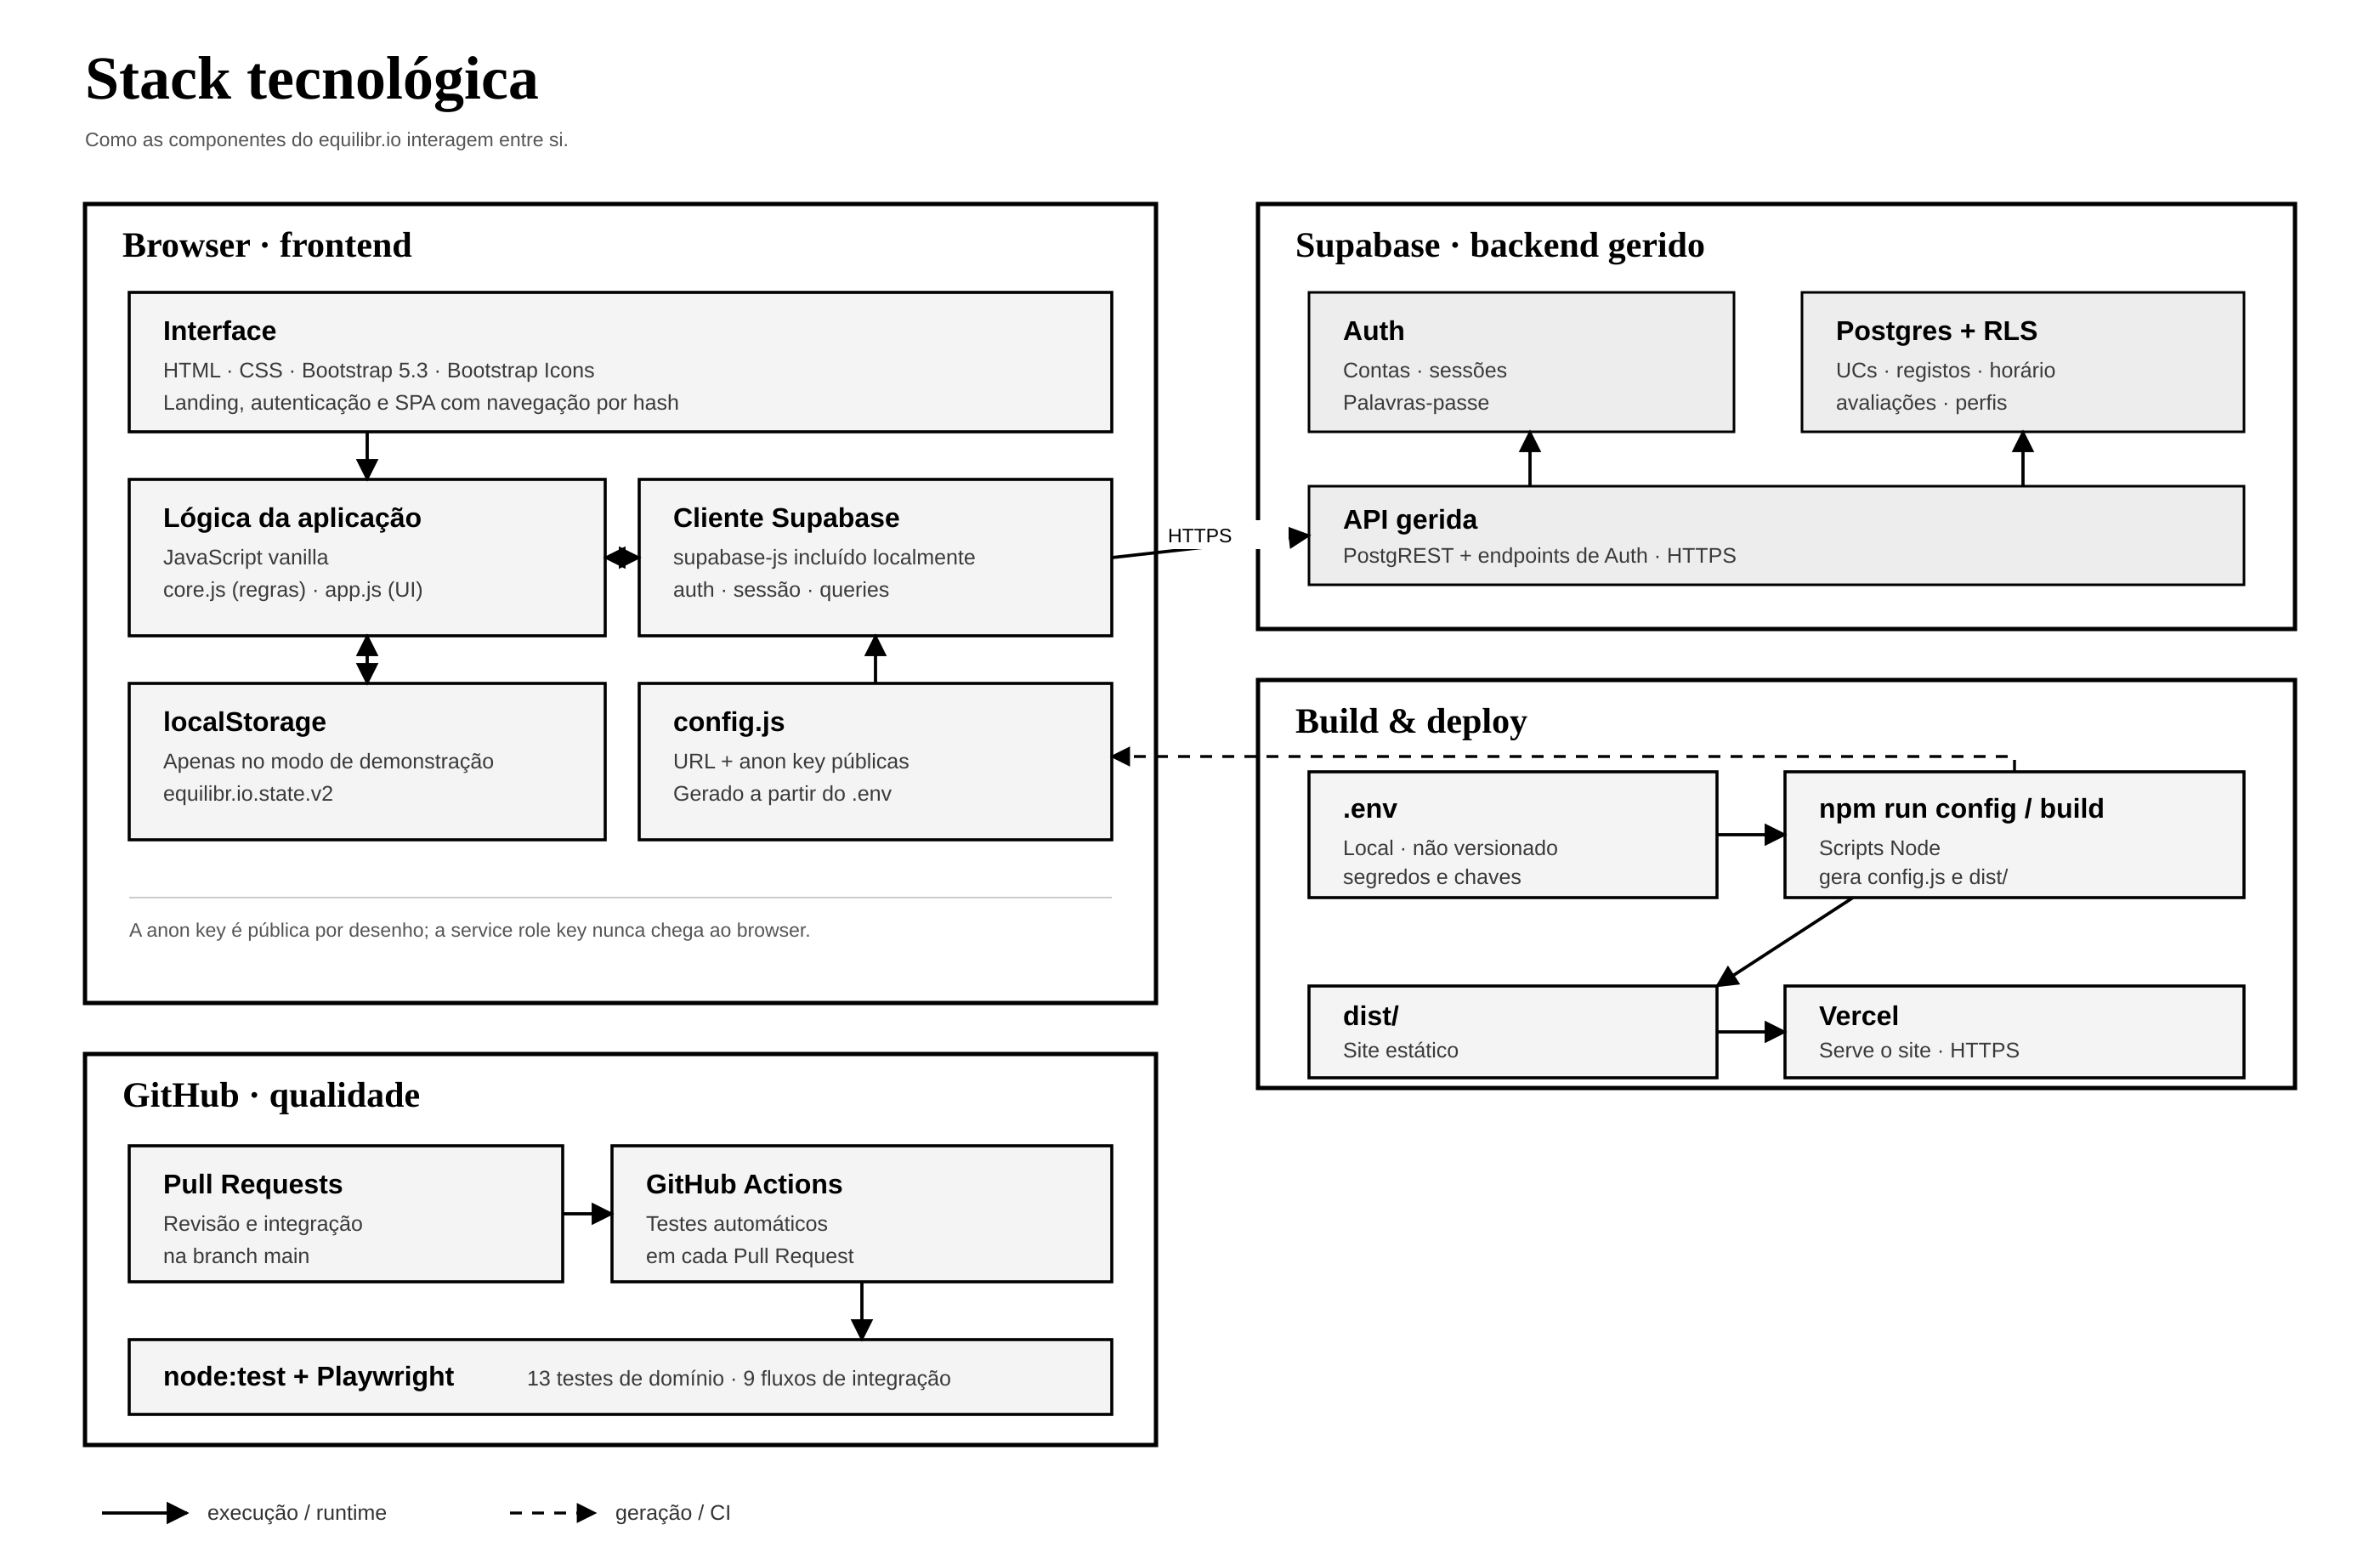 Stack tecnológica
Como as componentes do equilibr.io interagem entre si.
Browser · frontend
Interface
HTML · CSS · Bootstrap 5.3 · Bootstrap Icons
Landing, autenticação e SPA com navegação por hash
Lógica da aplicação
JavaScript vanilla
core.js (regras) · app.js (UI)
Cliente Supabase
supabase-js incluído localmente
auth · sessão · queries
localStorage
Apenas no modo de demonstração
equilibr.io.state.v2
config.js
URL + anon key públicas
Gerado a partir do .env
A anon key é pública por desenho; a service role key nunca chega ao browser.
HTTPS
Supabase · backend gerido
Auth
Contas · sessões
Palavras-passe
Postgres + RLS
UCs · registos · horário
avaliações · perfis
API gerida
PostgREST + endpoints de Auth · HTTPS
Build & deploy
.env
Local · não versionado
segredos e chaves
npm run config / build
Scripts Node
gera config.js e dist/
dist/
Site estático
Vercel
Serve o site · HTTPS
GitHub · qualidade
Pull Requests
Revisão e integração
na branch main
GitHub Actions
Testes automáticos
em cada Pull Request
node:test + Playwright
13 testes de domínio · 9 fluxos de integração
execução / runtime
geração / CI